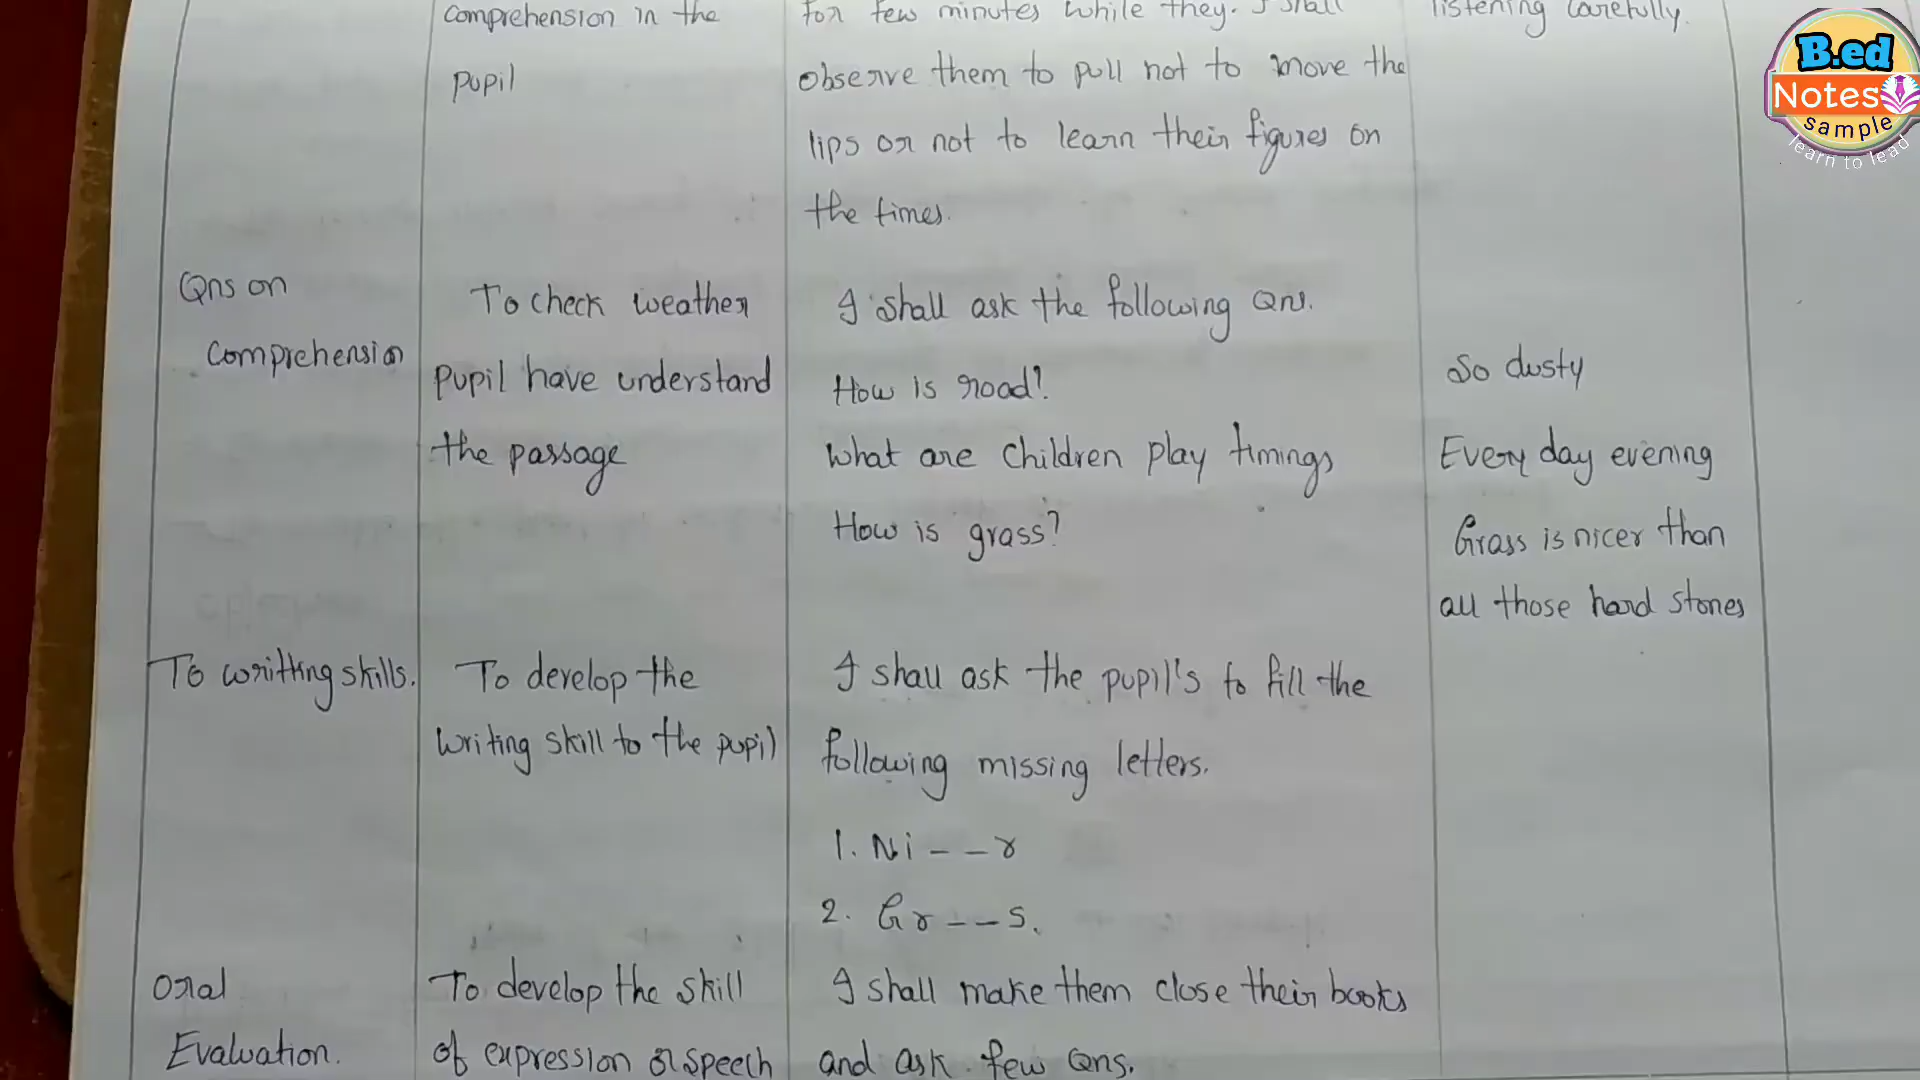 comprehension in the
pupil
for few minutes while they. I shall
observe them to pull not to move the
lips or not to learn their figures on
the times.
listening carefully.
Qns on
comprehension
To check weather
pupil have understand
the passage
I shall ask the following Qns.
How is road?
What are children play timings
How is grass?
So dusty
Every day evening
Grass is nicer than
all those hard stones
To writting skills.
To develop the
writing skill to the pupil
I shall ask the pupil's to fill the
following missing letters.
1. Ni - - r
2. Gr - - s.
Oral
Evaluation.
To develop the skill
of expression or speech
I shall make them close their books
and ask few Qns.
B.ed
Notes
sample
learn to lead